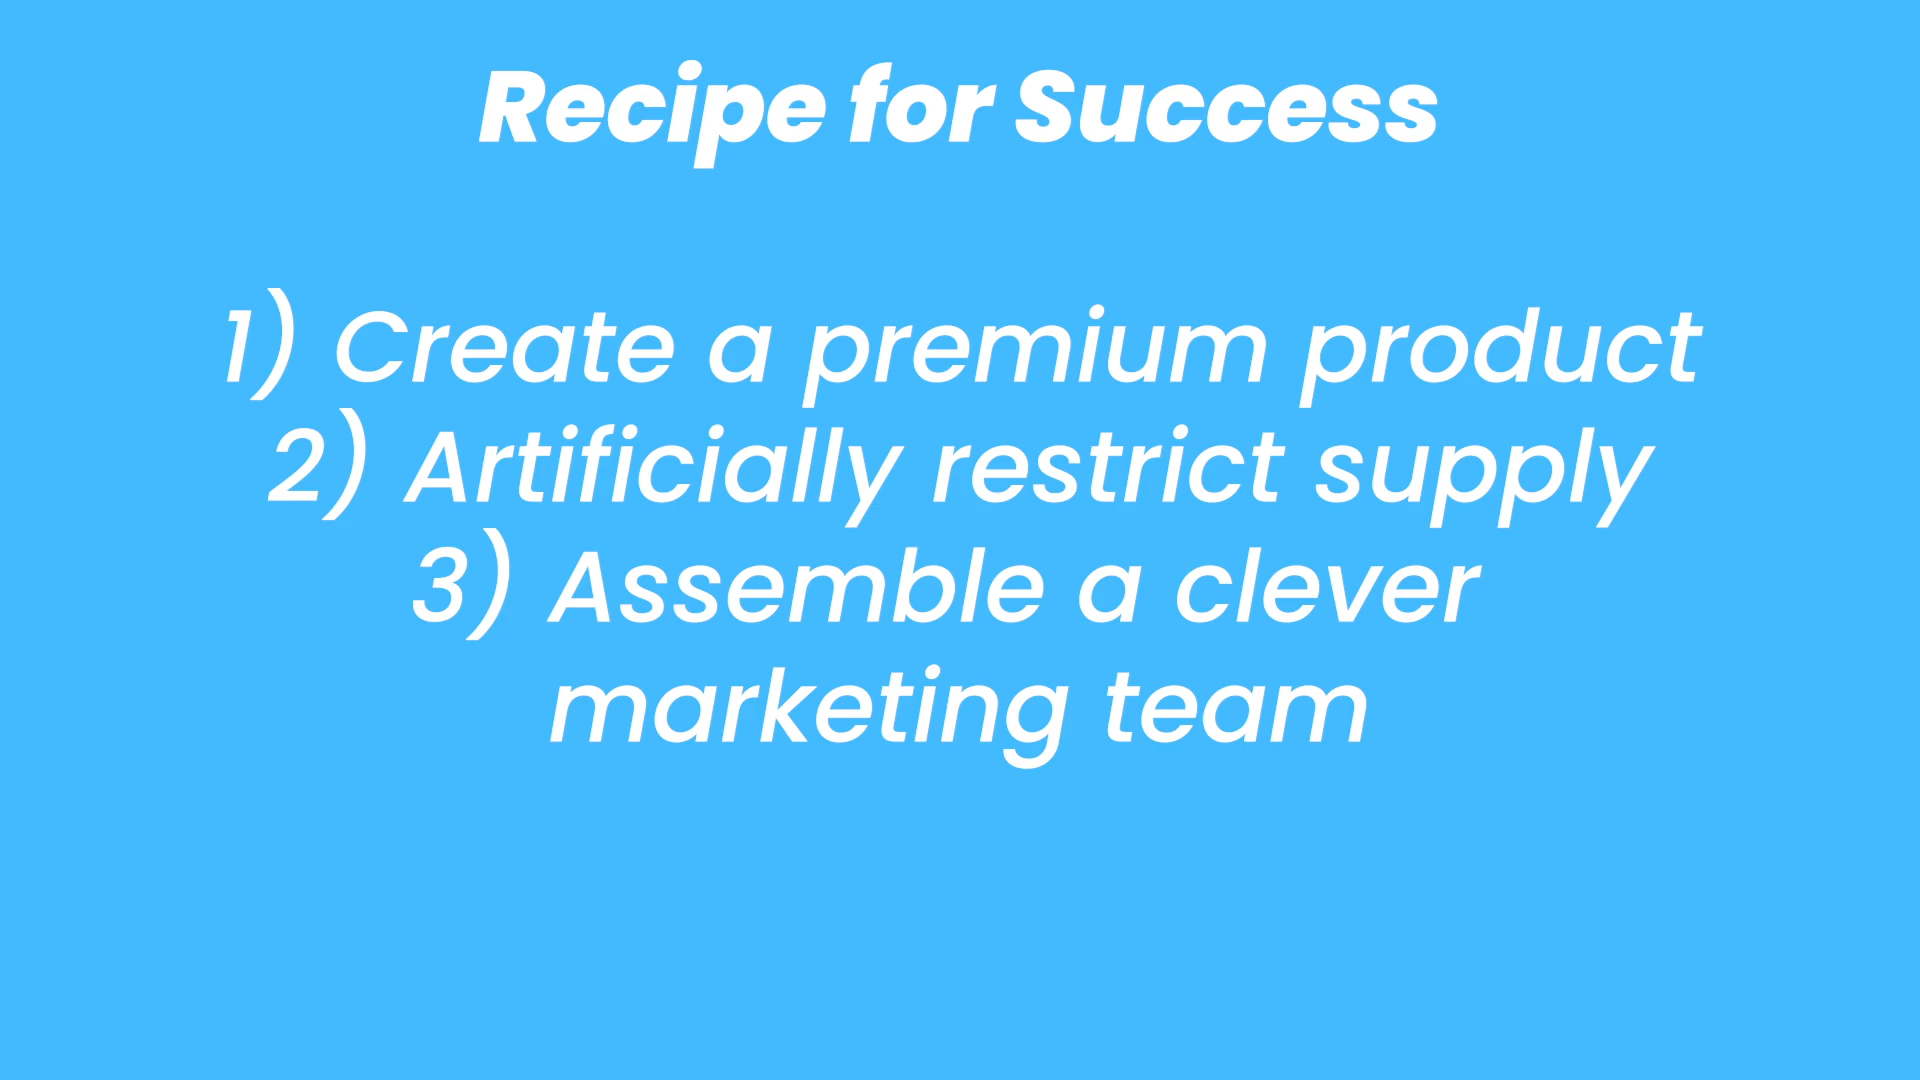 Recipe for Success
1) Create a premium product
2) Artificially restrict supply
3) Assemble a clever
marketing team